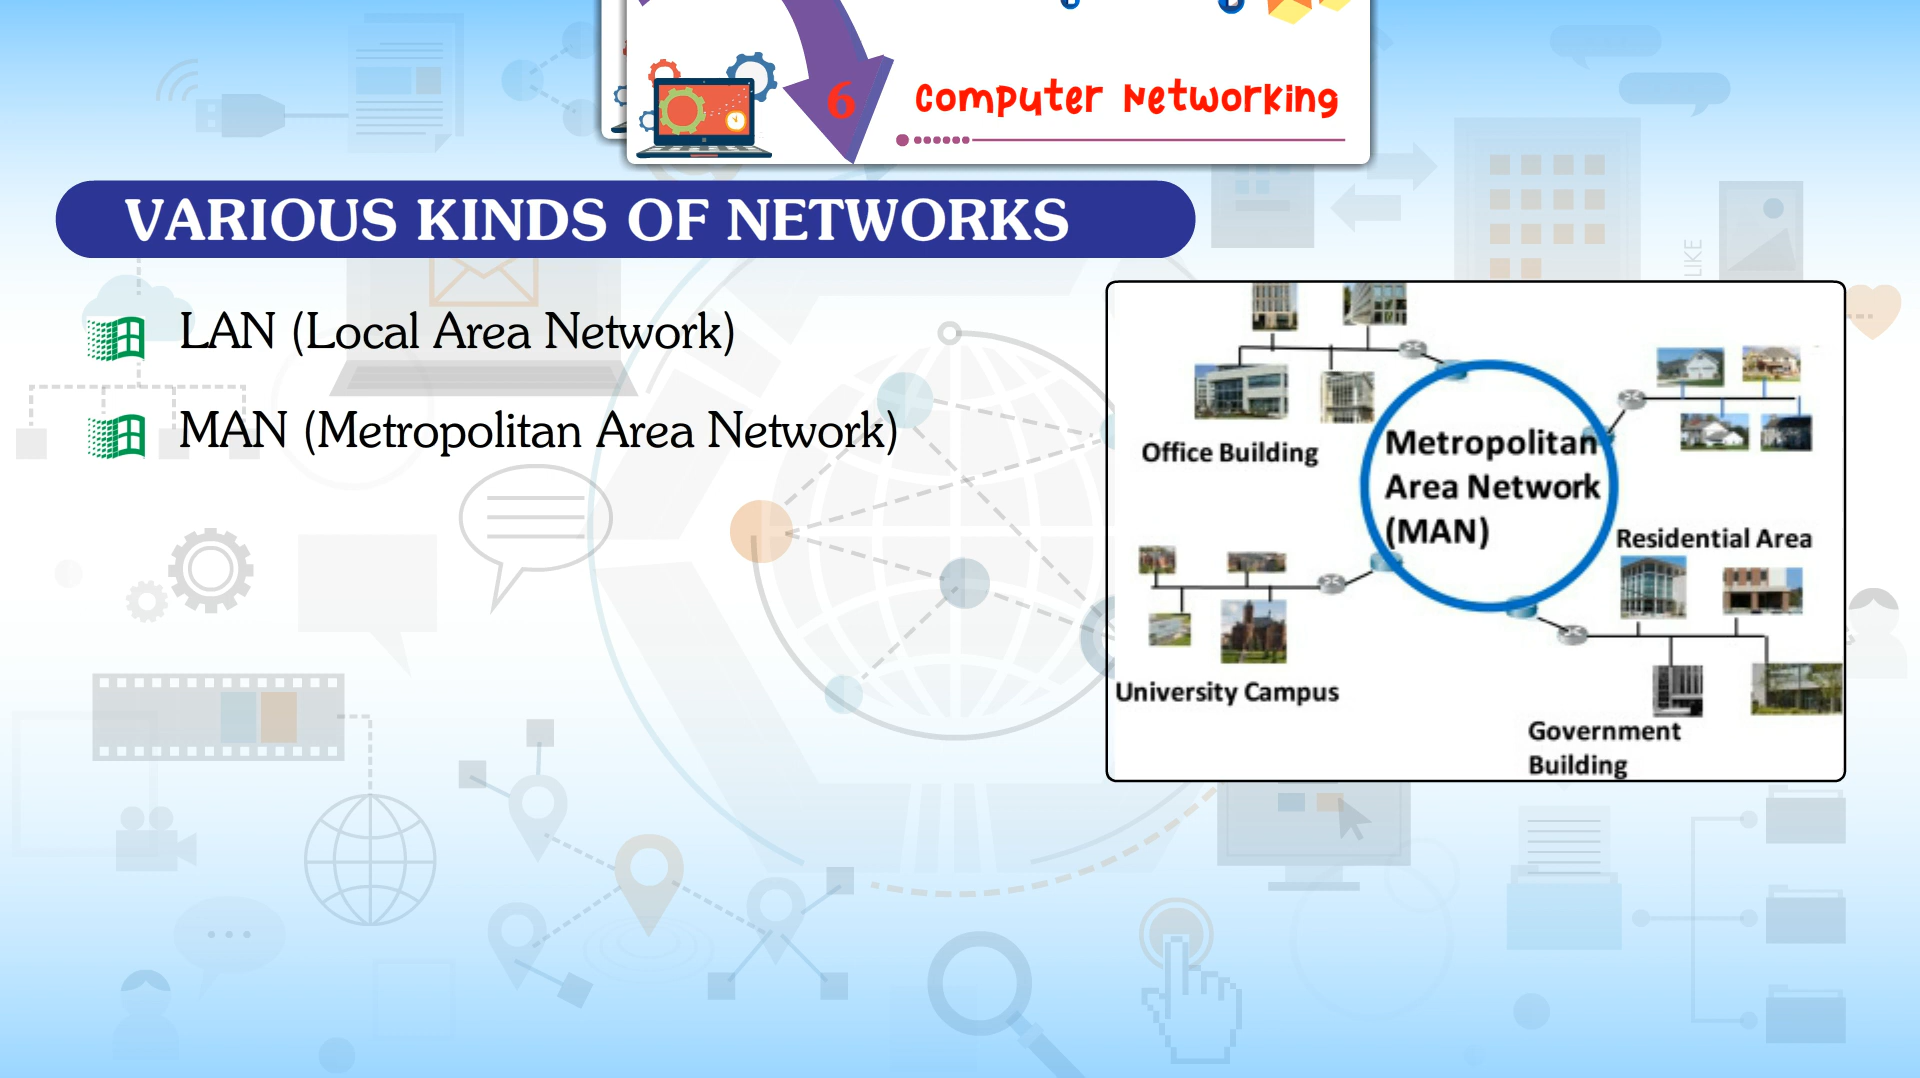 6
Computer Networking
VARIOUS KINDS OF NETWORKS
LAN (Local Area Network)
MAN (Metropolitan Area Network)
Office Building
Metropolitan
Area Network
(MAN)
Residential Area
University Campus
Government
Building
LIKE